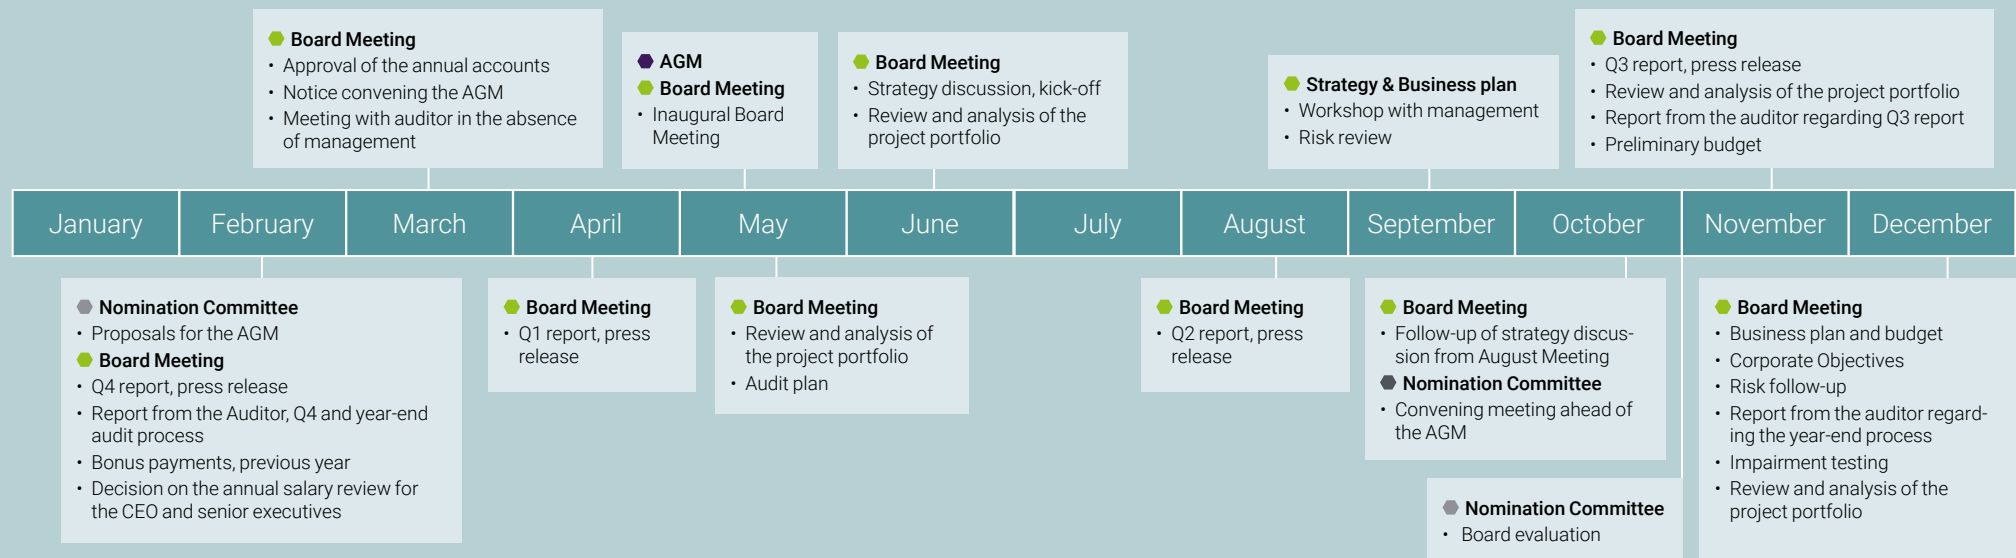 Board Meeting
• Approval of the annual accounts
• Notice convening the AGM
• Meeting with auditor in the absence
of management
AGM
Board Meeting
• Inaugural Board
Meeting
Board Meeting
• Strategy discussion, kick-off
• Review and analysis of the
project portfolio
Strategy & Business plan
• Workshop with management
• Risk review
Board Meeting
• Q3 report, press release
• Review and analysis of the project portfolio
• Report from the auditor regarding Q3 report
• Preliminary budget
January February March April May June July August September October November December
Nomination Committee
• Proposals for the AGM
Board Meeting
• Q4 report, press release
• Report from the Auditor, Q4 and year-end
audit process
• Bonus payments, previous year
• Decision on the annual salary review for
the CEO and senior executives
Board Meeting
• Q1 report, press
release
Board Meeting
• Review and analysis of
the project portfolio
• Audit plan
Board Meeting
• Q2 report, press
release
Board Meeting
• Follow-up of strategy discus-
sion from August Meeting
Nomination Committee
• Convening meeting ahead of
the AGM
Nomination Committee
• Board evaluation
Board Meeting
• Business plan and budget
• Corporate Objectives
• Risk follow-up
• Report from the auditor regard-
ing the year-end process
• Impairment testing
• Review and analysis of the
project portfolio